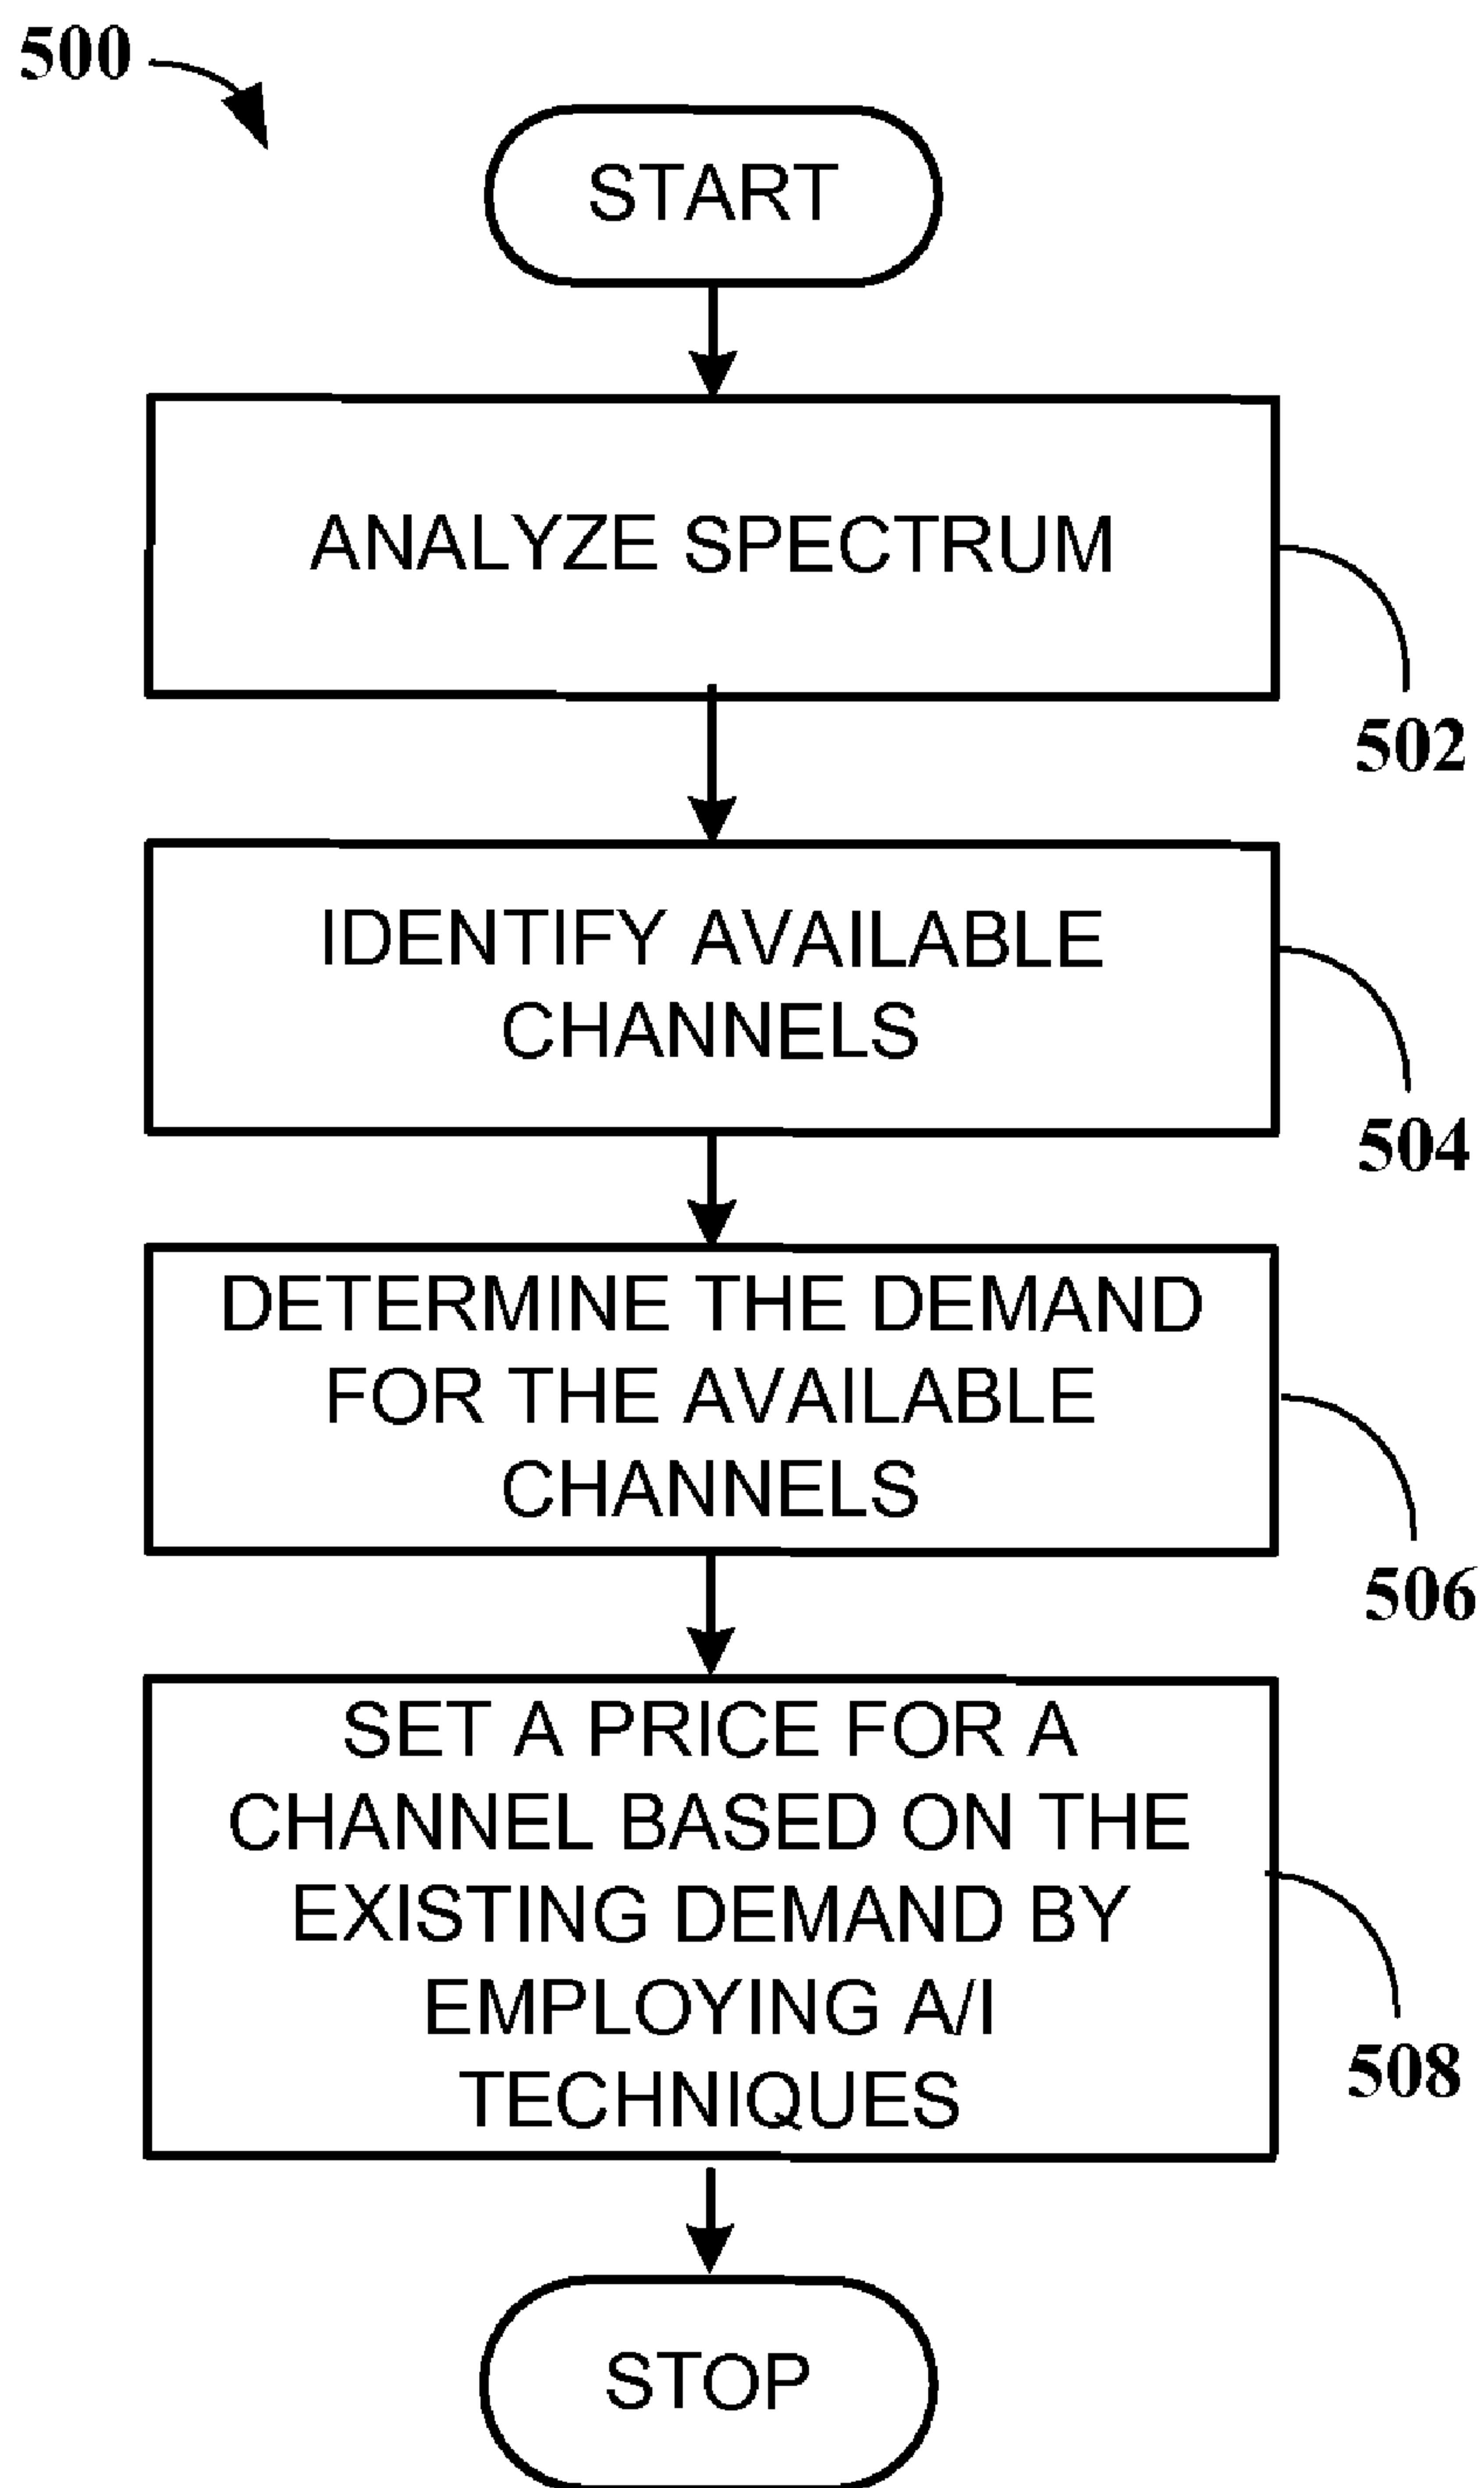 500
START
ANALYZE SPECTRUM
502
IDENTIFY AVAILABLE
CHANNELS
504
DETERMINE THE DEMAND
FOR THE AVAILABLE
CHANNELS
506
SET A PRICE FOR A
CHANNEL BASED ON THE
EXISTING DEMAND BY
EMPLOYING A/I
TECHNIQUES
508
STOP